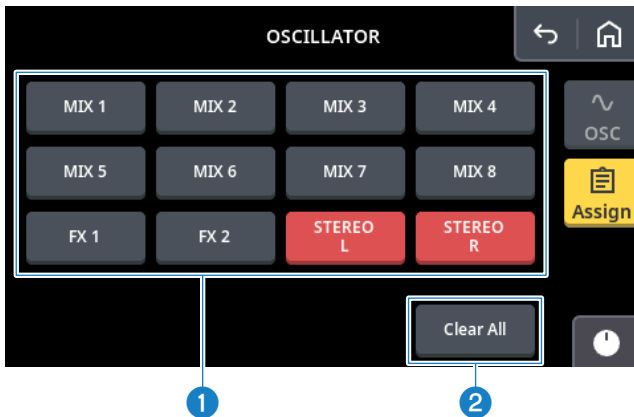 OSCILLATOR
MIX 1
MIX 2
MIX 3
MIX 4
OSC
MIX 5
MIX 6
MIX 7
MIX 8
Assign
FX 1
FX 2
STEREO
L
STEREO
R
Clear All
1
2